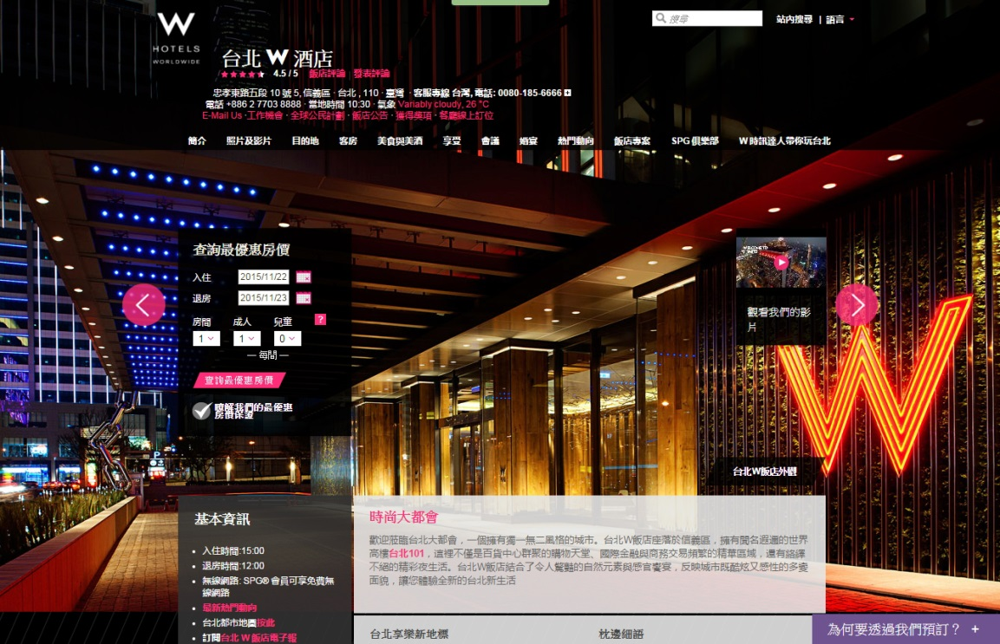 W
HOTELS
WORLDWIDE
搜尋
站內搜尋 | 語言
台北 W 酒店
4.5 / 5 飯店評論 | 發表評論
忠孝東路五段 10 號 5, 信義區 · 台北 , 110 · 臺灣 · 客服專線 台灣, 電話: 0080-185-6666
電話 +886 2 7703 8888 · 當地時間 10:30 · 氣象 Variably cloudy, 26 °C
E-Mail Us · 工作機會 · 全球公民計劃 · 飯店公告 · 獲得獎項 · 餐廳線上訂位
簡介 照片及影片 目的地 客房 美食與美酒 享受 會議 婚宴 熱門動向 飯店專案 SPG 俱樂部 W 時訊達人帶你玩台北
查詢最優惠房價
入住 2015/11/22
退房 2015/11/23
房間 成人 兒童 ?
1 1 0
— 每間 —
查詢最優惠房價
瞭解我們的最優惠
房價保證
觀看我們的影
片
W
P
台北W飯店外觀
基本資訊
• 入住時間:15:00
• 退房時間:12:00
• 無線網路: SPG® 會員可享免費無
線網路
• 最新熱門動向
• 台北都市地圖按此
• 訂閱台北 W 飯店電子報
時尚大都會
歡迎蒞臨台北大都會，一個擁有獨一無二風格的城市。台北W飯店座落於信義區，擁有聞名遐邇的世界
高樓台北101，這裡不僅是百貨中心群聚的購物天堂、國際金融與商務交易頻繁的精華區域，還有絡繹
不絕的精彩夜生活。台北W飯店結合了令人驚豔的自然元素與感官饗宴，反映城市既酷炫又感性的多變
面貌，讓您體驗全新的台北新生活
台北享樂新地標
枕邊細語
為何要透過我們預訂？ +